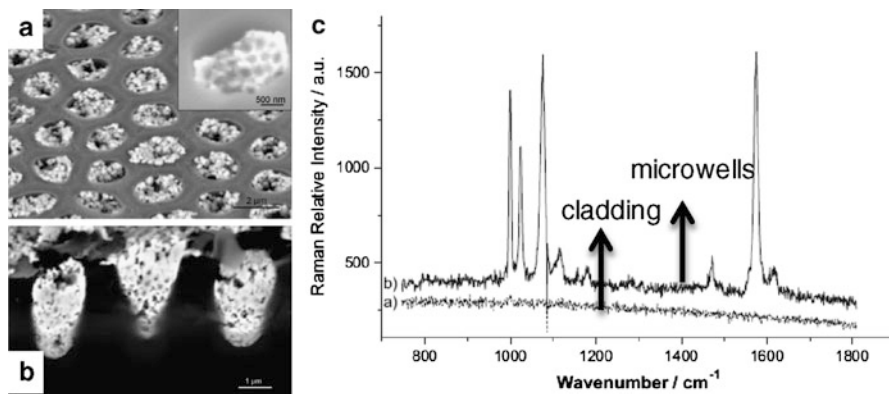 a
500 nm
2 µm
b
1 µm
c
Raman Relative Intensity / a.u.
1500
1000
500
microwells
cladding
b)
a)
800
1000
1200
1400
1600
1800
Wavenumber / cm⁻¹